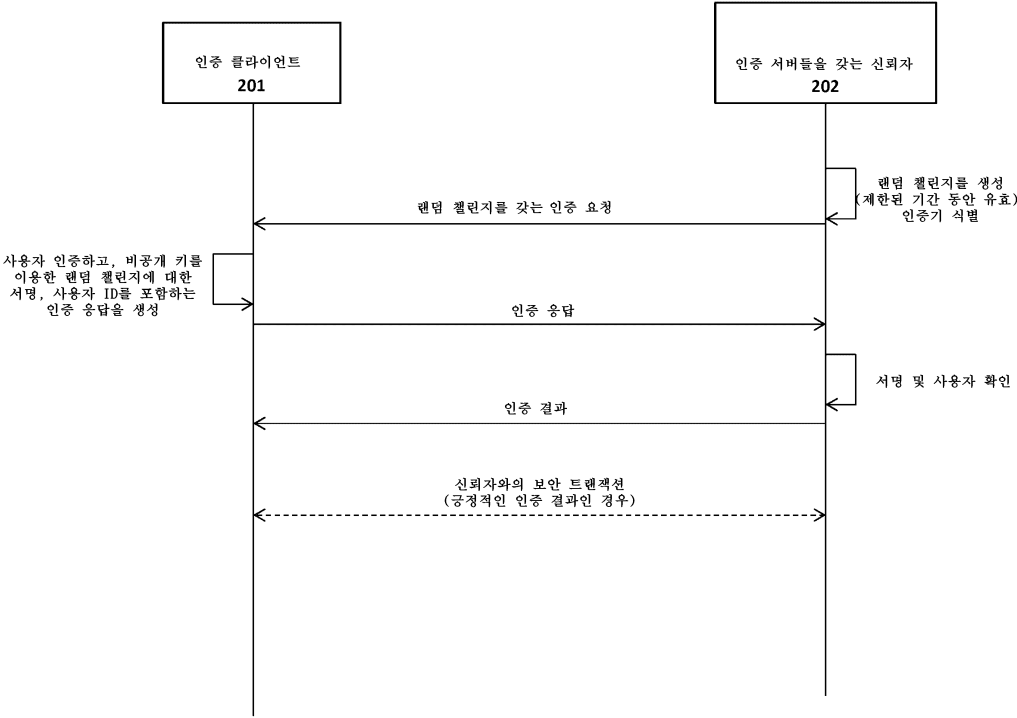 인증 클라이언트
201
인증 서버들을 갖는 신뢰자
202
랜덤 챌린지를 생성
(제한된 기간 동안 유효)
인증기 식별
랜덤 챌린지를 갖는 인증 요청
사용자 인증하고, 비공개 키를
이용한 랜덤 챌린지에 대한
서명, 사용자 ID를 포함하는
인증 응답을 생성
인증 응답
서명 및 사용자 확인
인증 결과
신뢰자와의 보안 트랜잭션
(긍정적인 인증 결과인 경우)